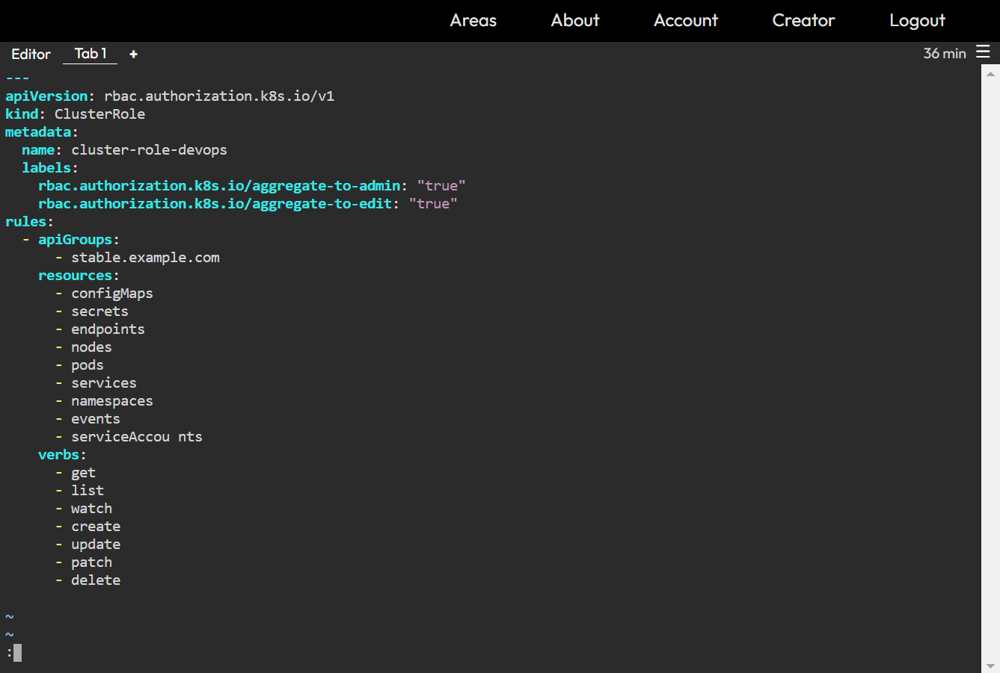 Areas About Account Creator Logout
Editor Tab 1 + 36 min
---
apiVersion: rbac.authorization.k8s.io/v1
kind: ClusterRole
metadata:
  name: cluster-role-devops
  labels:
    rbac.authorization.k8s.io/aggregate-to-admin: "true"
    rbac.authorization.k8s.io/aggregate-to-edit: "true"
rules:
  - apiGroups:
      - stable.example.com
    resources:
      - configMaps
      - secrets
      - endpoints
      - nodes
      - pods
      - services
      - namespaces
      - events
      - serviceAccou nts
    verbs:
      - get
      - list
      - watch
      - create
      - update
      - patch
      - delete
~
~
: